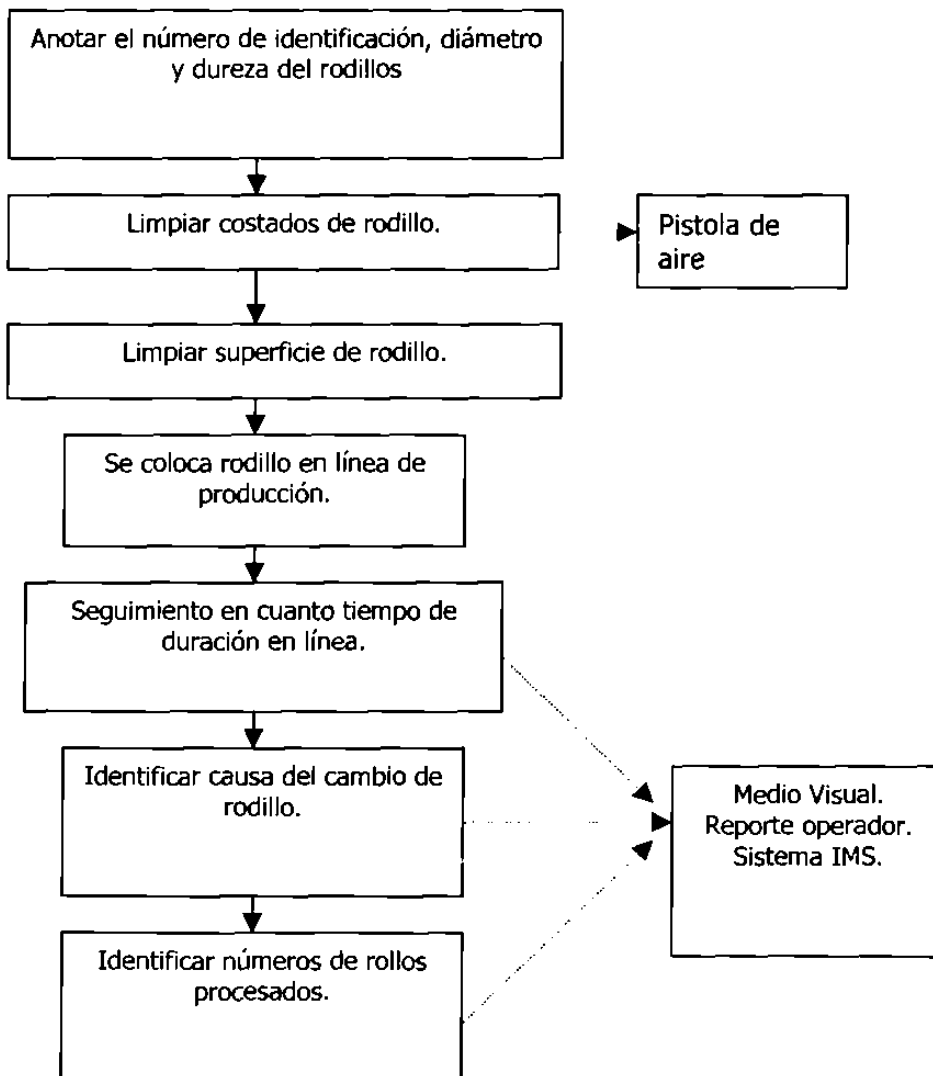 Anotar el número de identificación, diámetro
y dureza del rodillos
Limpiar costados de rodillo.
Pistola de
aire
Limpiar superficie de rodillo.
Se coloca rodillo en línea de
producción.
Seguimiento en cuanto tiempo de
duración en línea.
Identificar causa del cambio de
rodillo.
Medio Visual.
Reporte operador.
Sistema IMS.
Identificar números de rollos
procesados.